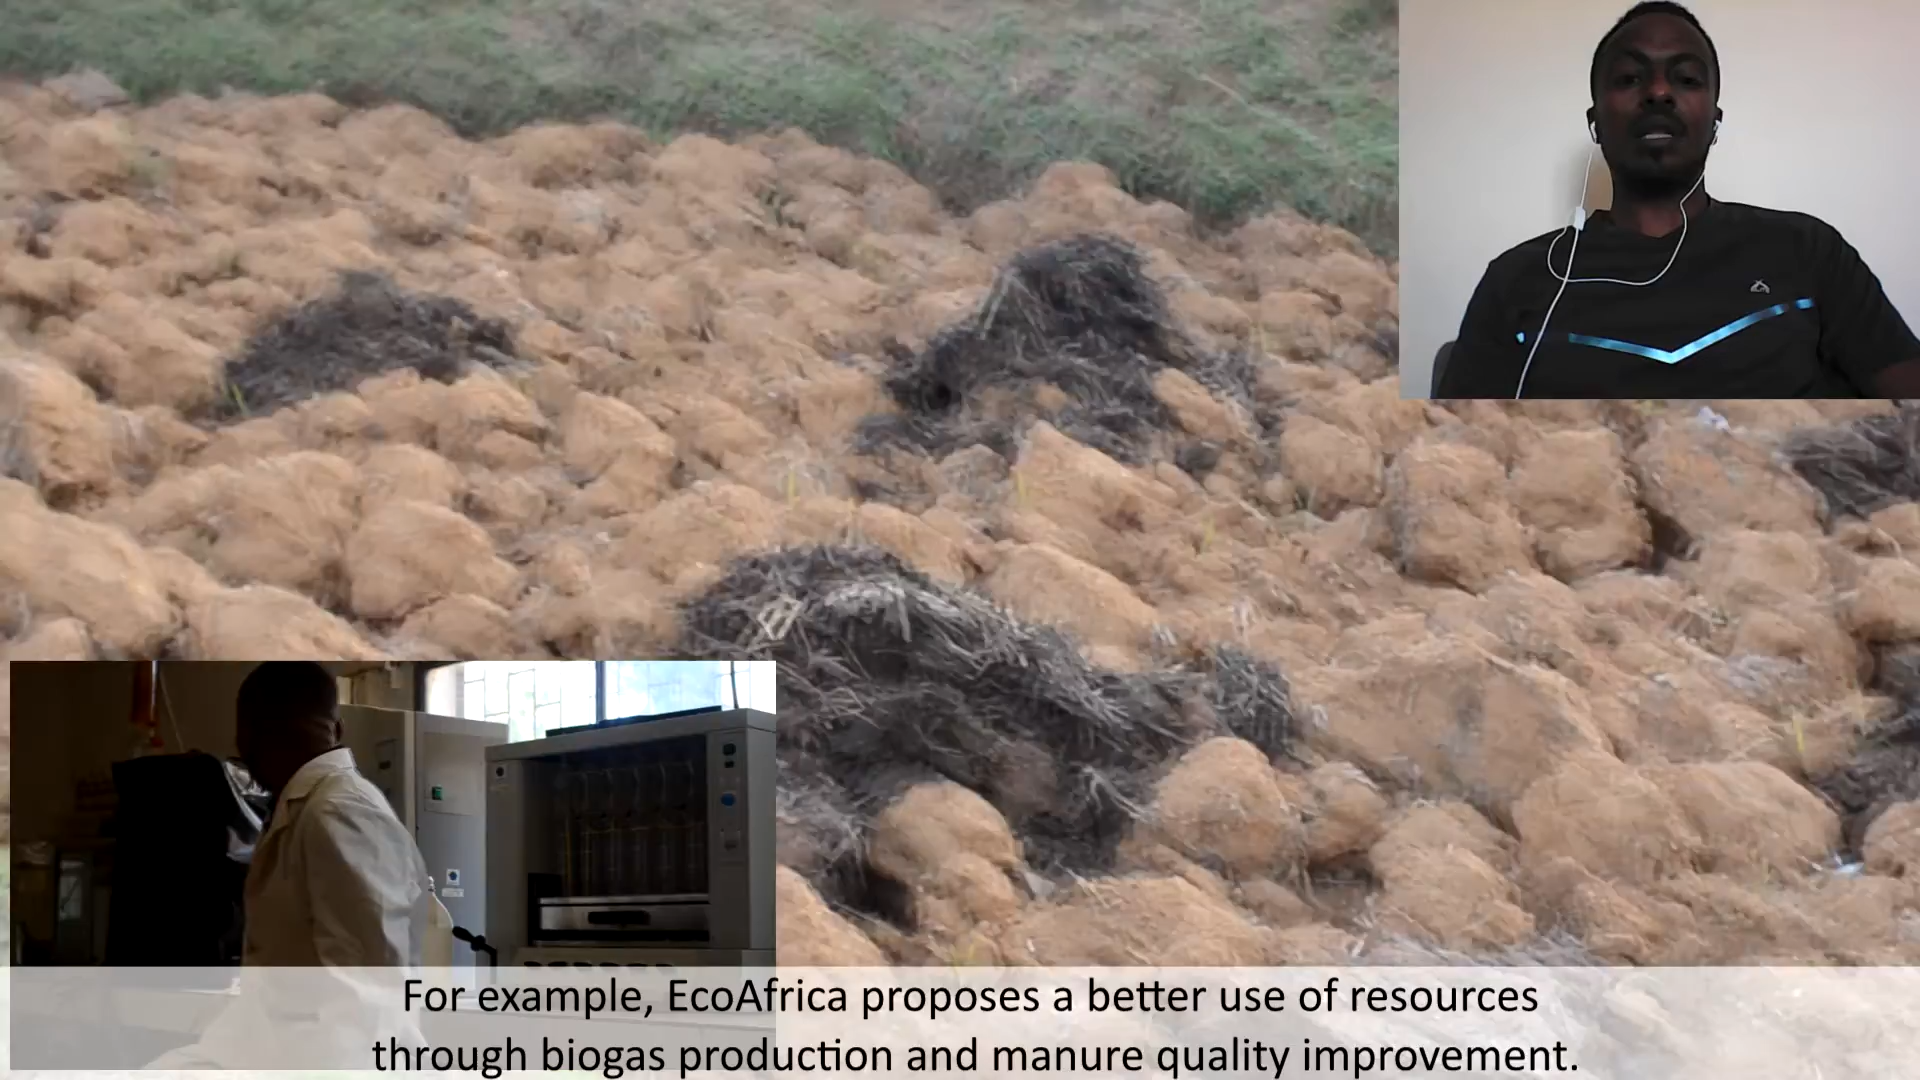 For example, EcoAfrica proposes a better use of resources
through biogas production and manure quality improvement.